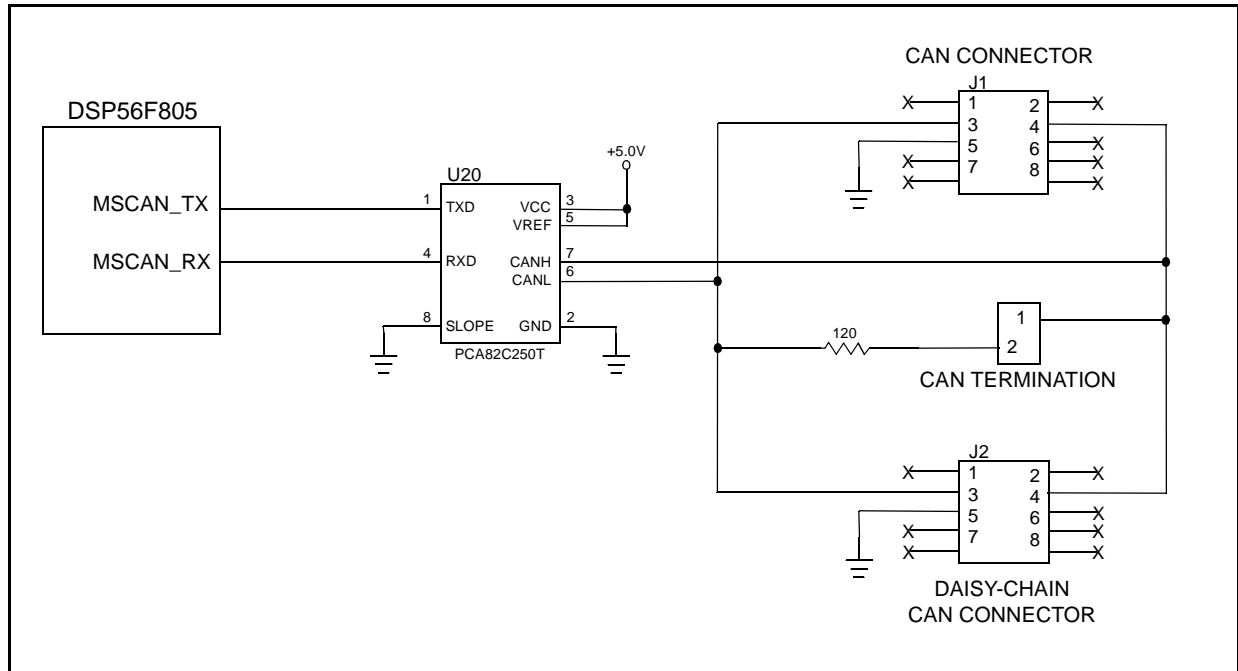 CAN CONNECTOR
J1
X 1 2 X
3 4
5 6 X
X 7 X
X 8 X
DSP56F805
MSCAN_TX
MSCAN_RX
+5.0V
U20
1 TXD VCC 3
VREF 5
4 RXD CANH 7
CANL 6
8 SLOPE GND 2
PCA82C250T
120
1
2
CAN TERMINATION
J2
X 1 2 X
3 4
5 6 X
X 7 X
X 8 X
DAISY-CHAIN
CAN CONNECTOR